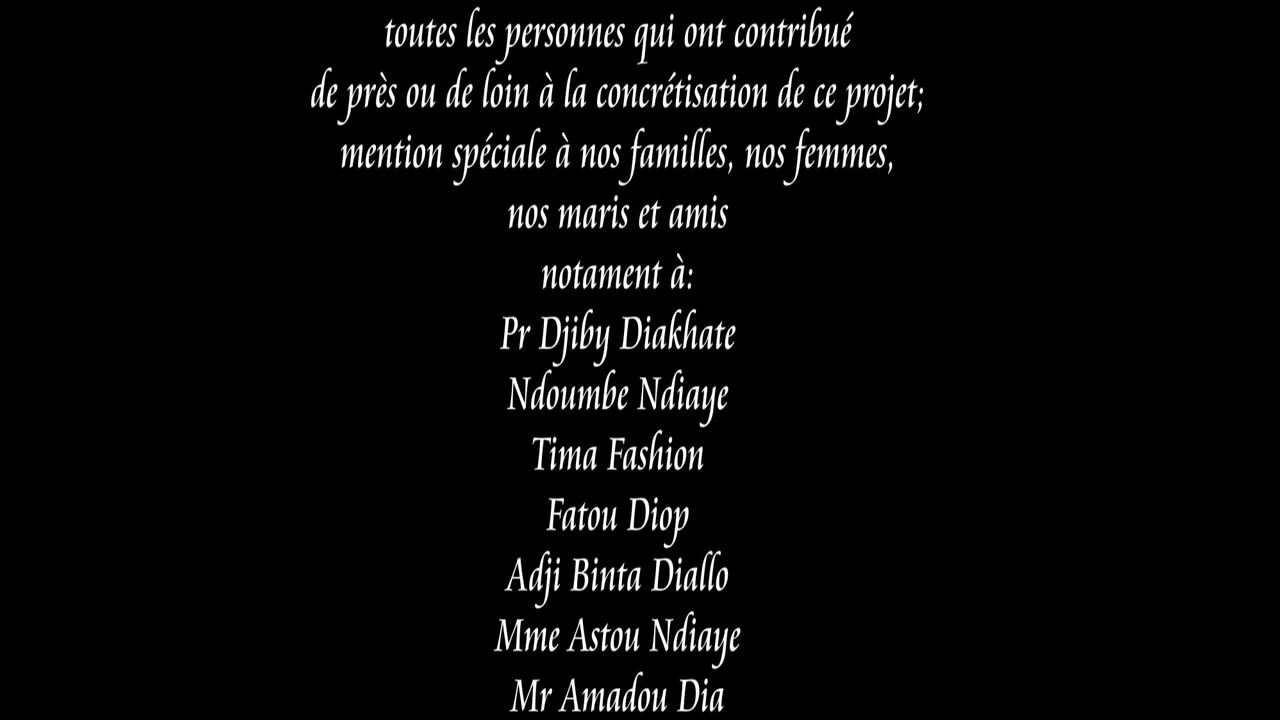 toutes les personnes qui ont contribué
de près ou de loin à la concrétisation de ce projet;
mention spéciale à nos familles, nos femmes,
nos maris et amis
notament à:
Pr Djiby Diakhate
Ndoumbe Ndiaye
Tima Fashion
Fatou Diop
Adji Binta Diallo
Mme Astou Ndiaye
Mr Amadou Dia